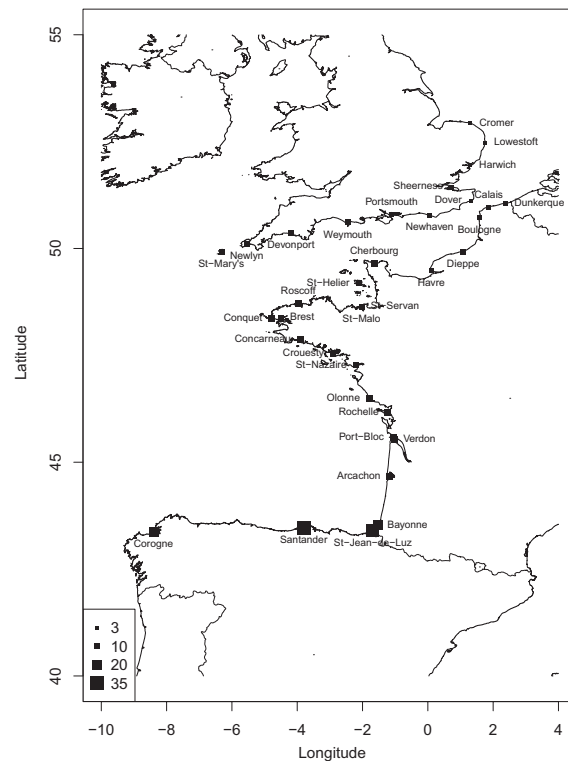 55
Cromer
Lowestoft
Harwich
Sheerness
Calais
Portsmouth
Dover
Dunkerque
Newhaven
Boulogne
Weymouth
Devonport
50
Newlyn
Cherbourg
St−Mary's
Dieppe
Havre
St−Helier
Roscoff
St−Servan
Conquet
Brest
St−Malo
Concarneau
Crouesty
St−Nazaire
Latitude
Olonne
Rochelle
Port−Bloc
Verdon
45
Arcachon
Bayonne
Santander
St−Jean−de−Luz
Corogne
3
10
20
35
40
−10 −8 −6 −4 −2 0 2 4
Longitude